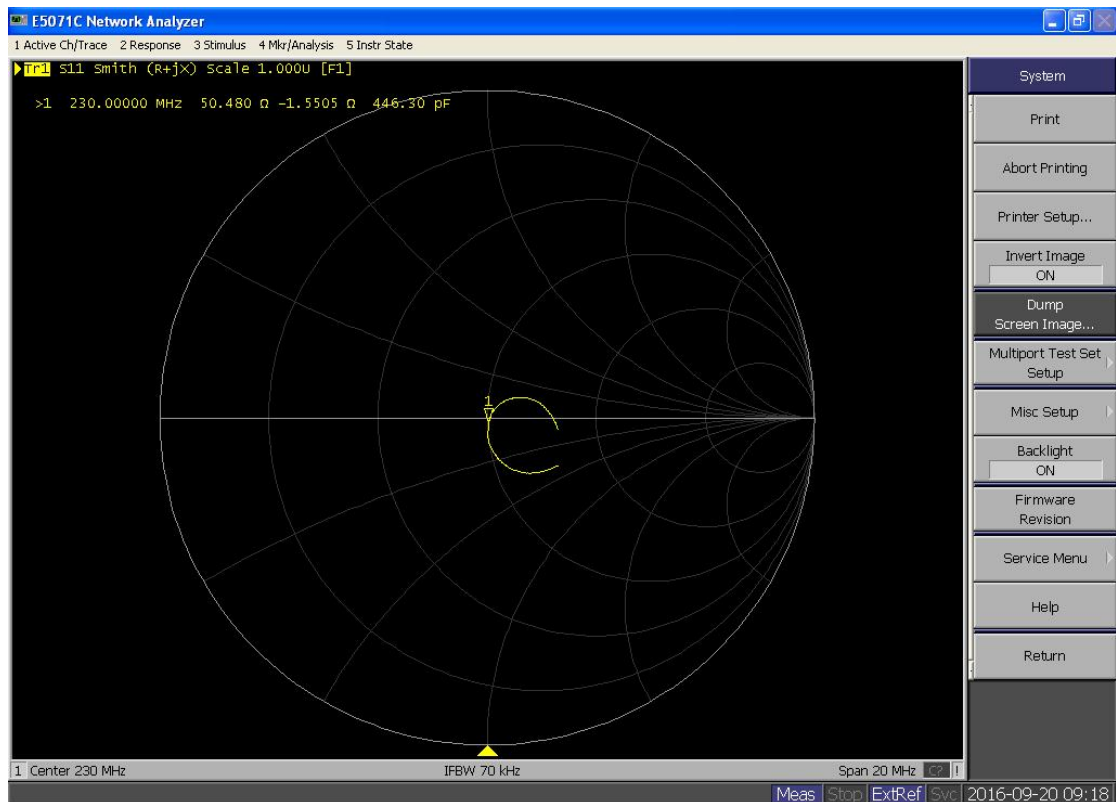 E5071C Network Analyzer
1 Active Ch/Trace 2 Response 3 Stimulus 4 Mkr/Analysis 5 Instr State
Tr1 S11 Smith (R+jX) Scale 1.000U [F1]
>1 230.00000 MHz 50.480 Ω -1.5505 Ω 446.30 pF
1
System
Print
Abort Printing
Printer Setup...
Invert Image
ON
Dump
Screen Image...
Multiport Test Set
Setup
Misc Setup
Backlight
ON
Firmware
Revision
Service Menu
Help
Return
1 Center 230 MHz IFBW 70 kHz Span 20 MHz C? !
Meas Stop ExtRef Svc 2016-09-20 09:18